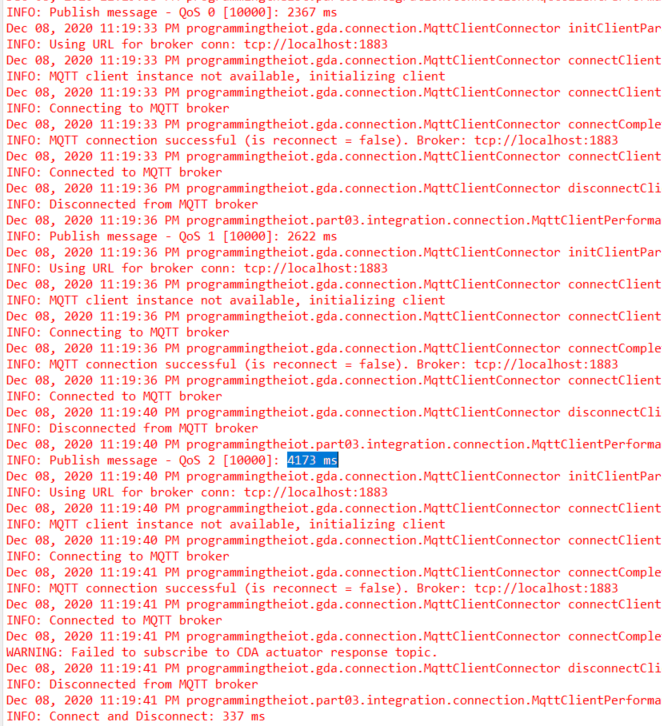 INFO: Publish message - QoS 0 [10000]: 2367 ms
Dec 08, 2020 11:19:33 PM programmingtheiot.gda.connection.MqttClientConnector initClientPar
INFO: Using URL for broker conn: tcp://localhost:1883
Dec 08, 2020 11:19:33 PM programmingtheiot.gda.connection.MqttClientConnector connectClient
INFO: MQTT client instance not available, initializing client
Dec 08, 2020 11:19:33 PM programmingtheiot.gda.connection.MqttClientConnector connectClient
INFO: Connecting to MQTT broker
Dec 08, 2020 11:19:33 PM programmingtheiot.gda.connection.MqttClientConnector connectComple
INFO: MQTT connection successful (is reconnect = false). Broker: tcp://localhost:1883
Dec 08, 2020 11:19:33 PM programmingtheiot.gda.connection.MqttClientConnector connectClient
INFO: Connected to MQTT broker
Dec 08, 2020 11:19:36 PM programmingtheiot.gda.connection.MqttClientConnector disconnectCli
INFO: Disconnected from MQTT broker
Dec 08, 2020 11:19:36 PM programmingtheiot.part03.integration.connection.MqttClientPerforma
INFO: Publish message - QoS 1 [10000]: 2622 ms
Dec 08, 2020 11:19:36 PM programmingtheiot.gda.connection.MqttClientConnector initClientPar
INFO: Using URL for broker conn: tcp://localhost:1883
Dec 08, 2020 11:19:36 PM programmingtheiot.gda.connection.MqttClientConnector connectClient
INFO: MQTT client instance not available, initializing client
Dec 08, 2020 11:19:36 PM programmingtheiot.gda.connection.MqttClientConnector connectClient
INFO: Connecting to MQTT broker
Dec 08, 2020 11:19:36 PM programmingtheiot.gda.connection.MqttClientConnector connectComple
INFO: MQTT connection successful (is reconnect = false). Broker: tcp://localhost:1883
Dec 08, 2020 11:19:36 PM programmingtheiot.gda.connection.MqttClientConnector connectClient
INFO: Connected to MQTT broker
Dec 08, 2020 11:19:40 PM programmingtheiot.gda.connection.MqttClientConnector disconnectCli
INFO: Disconnected from MQTT broker
Dec 08, 2020 11:19:40 PM programmingtheiot.part03.integration.connection.MqttClientPerforma
INFO: Publish message - QoS 2 [10000]: 4173 ms
Dec 08, 2020 11:19:40 PM programmingtheiot.gda.connection.MqttClientConnector initClientPar
INFO: Using URL for broker conn: tcp://localhost:1883
Dec 08, 2020 11:19:40 PM programmingtheiot.gda.connection.MqttClientConnector connectClient
INFO: MQTT client instance not available, initializing client
Dec 08, 2020 11:19:40 PM programmingtheiot.gda.connection.MqttClientConnector connectClient
INFO: Connecting to MQTT broker
Dec 08, 2020 11:19:41 PM programmingtheiot.gda.connection.MqttClientConnector connectComple
INFO: MQTT connection successful (is reconnect = false). Broker: tcp://localhost:1883
Dec 08, 2020 11:19:41 PM programmingtheiot.gda.connection.MqttClientConnector connectClient
INFO: Connected to MQTT broker
Dec 08, 2020 11:19:41 PM programmingtheiot.gda.connection.MqttClientConnector connectComple
WARNING: Failed to subscribe to CDA actuator response topic.
Dec 08, 2020 11:19:41 PM programmingtheiot.gda.connection.MqttClientConnector disconnectCli
INFO: Disconnected from MQTT broker
Dec 08, 2020 11:19:41 PM programmingtheiot.part03.integration.connection.MqttClientPerforma
INFO: Connect and Disconnect: 337 ms